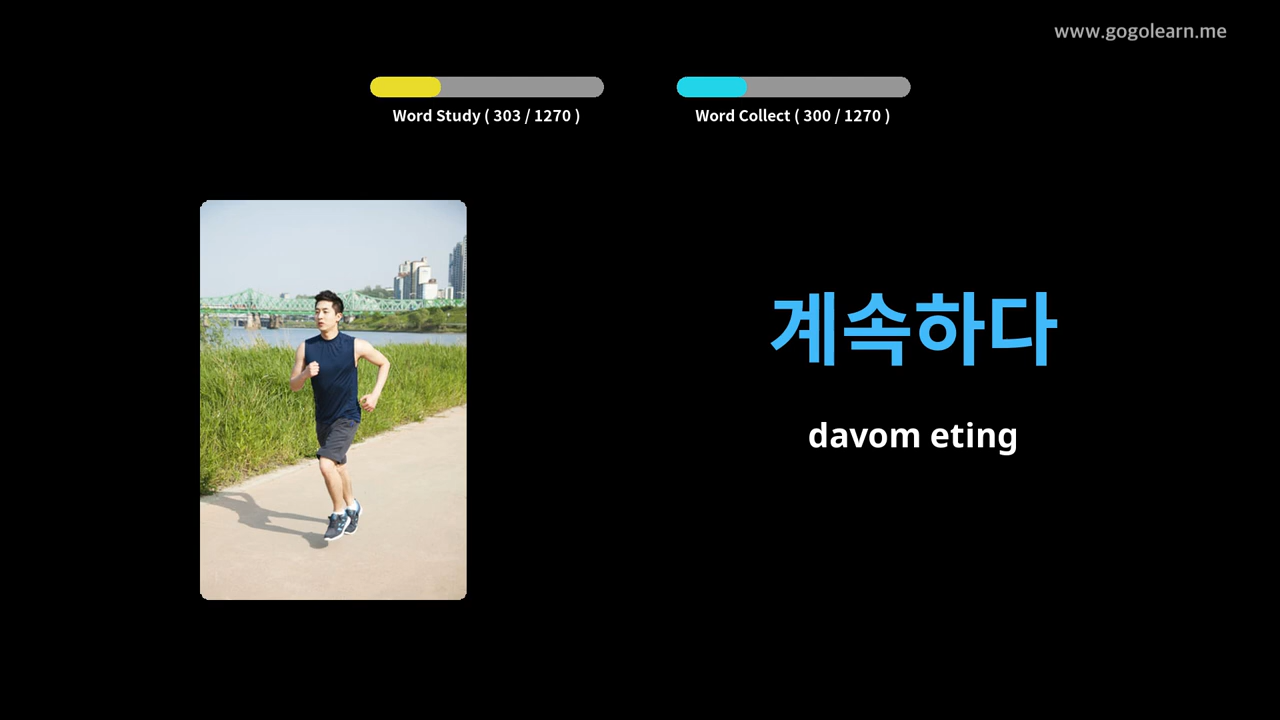 www.gogolearn.me
Word Study ( 303 / 1270 )
Word Collect ( 300 / 1270 )
계속하다
davom eting